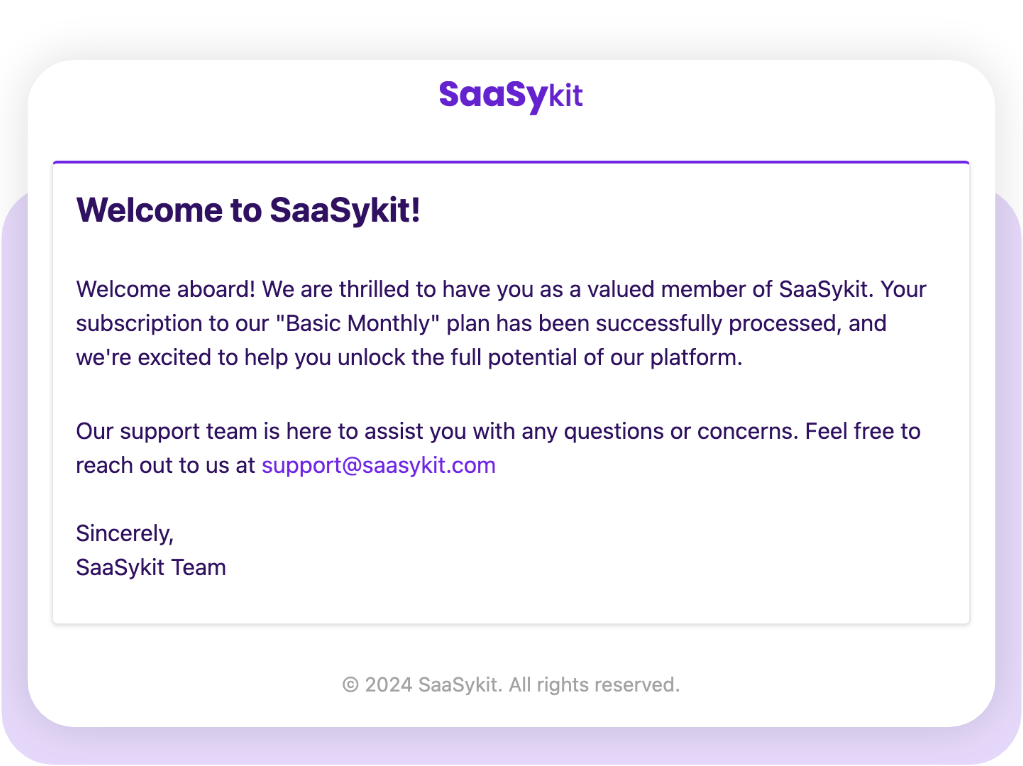 SaaSykit
Welcome to SaaSykit!
Welcome aboard! We are thrilled to have you as a valued member of SaaSykit. Your
subscription to our "Basic Monthly" plan has been successfully processed, and
we're excited to help you unlock the full potential of our platform.
Our support team is here to assist you with any questions or concerns. Feel free to
reach out to us at support@saasykit.com
Sincerely,
SaaSykit Team
© 2024 SaaSykit. All rights reserved.